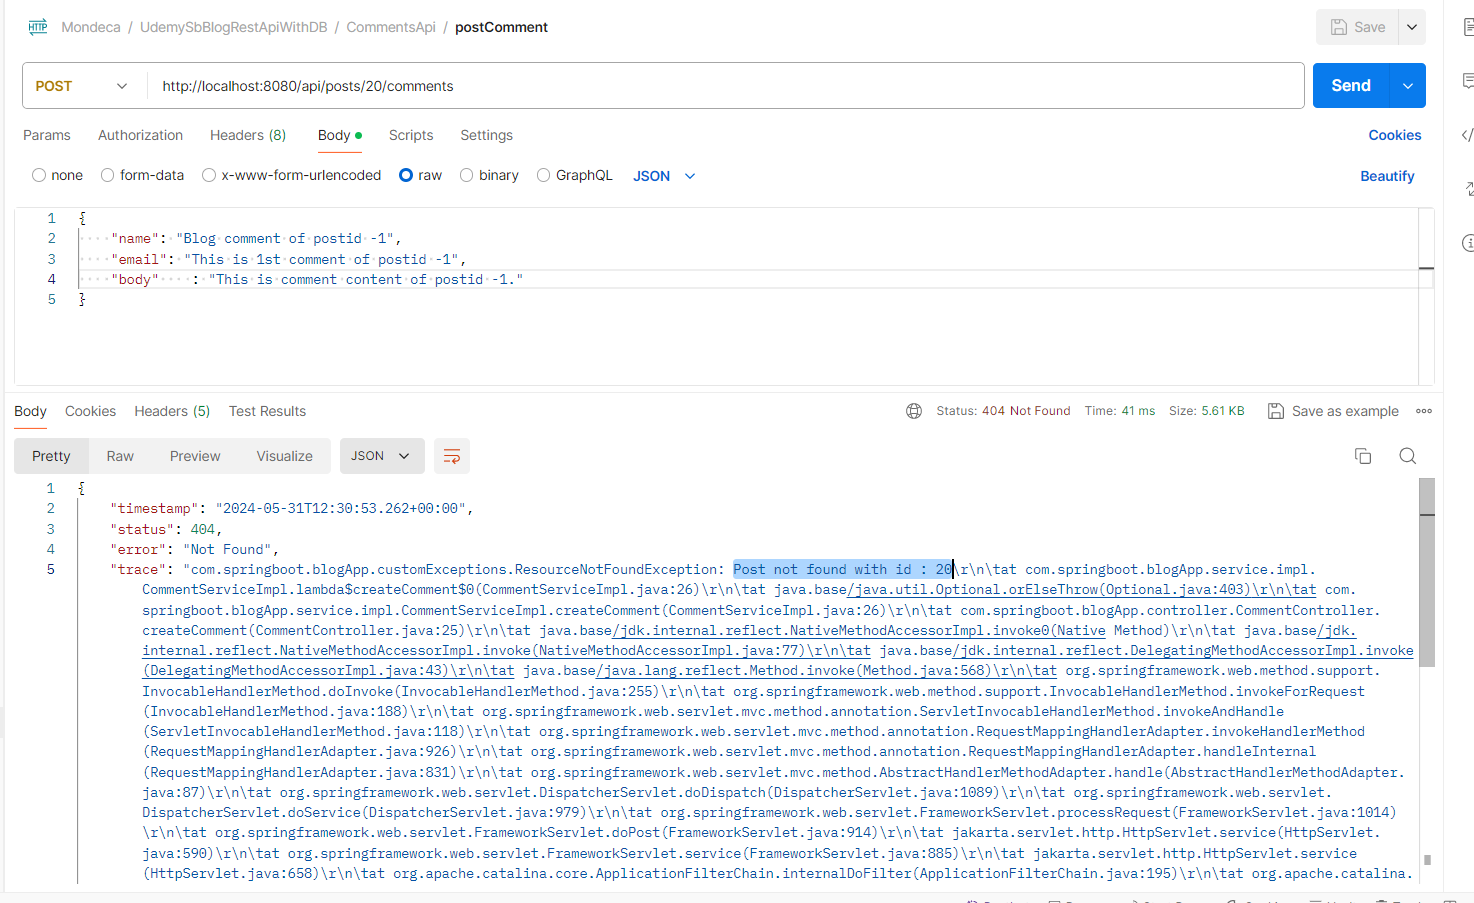 HTTP Mondeca / UdemySbBlogRestApiWithDB / CommentsApi / postComment Save
POST http://localhost:8080/api/posts/20/comments Send
Params Authorization Headers (8) Body Scripts Settings Cookies
none form-data x-www-form-urlencoded raw binary GraphQL JSON Beautify
1 {
2 "name": "Blog comment of postid -1",
3 "email": "This is 1st comment of postid -1",
4 "body" : "This is comment content of postid -1."
5 }
Body Cookies Headers (5) Test Results Status: 404 Not Found Time: 41 ms Size: 5.61 KB Save as example
Pretty Raw Preview Visualize JSON
1 {
2 "timestamp": "2024-05-31T12:30:53.262+00:00",
3 "status": 404,
4 "error": "Not Found",
5 "trace": "com.springboot.blogApp.customExceptions.ResourceNotFoundException: Post not found with id : 20\r\n\tat com.springboot.blogApp.service.impl.
CommentServiceImpl.lambda$createComment$0(CommentServiceImpl.java:26)\r\n\tat java.base/java.util.Optional.orElseThrow(Optional.java:403)\r\n\tat com.
springboot.blogApp.service.impl.CommentServiceImpl.createComment(CommentServiceImpl.java:26)\r\n\tat com.springboot.blogApp.controller.CommentController.
createComment(CommentController.java:25)\r\n\tat java.base/jdk.internal.reflect.NativeMethodAccessorImpl.invoke0(Native Method)\r\n\tat java.base/jdk.
internal.reflect.NativeMethodAccessorImpl.invoke(NativeMethodAccessorImpl.java:77)\r\n\tat java.base/jdk.internal.reflect.DelegatingMethodAccessorImpl.invoke
(DelegatingMethodAccessorImpl.java:43)\r\n\tat java.base/java.lang.reflect.Method.invoke(Method.java:568)\r\n\tat org.springframework.web.method.support.
InvocableHandlerMethod.doInvoke(InvocableHandlerMethod.java:255)\r\n\tat org.springframework.web.method.support.InvocableHandlerMethod.invokeForRequest
(InvocableHandlerMethod.java:188)\r\n\tat org.springframework.web.servlet.mvc.method.annotation.ServletInvocableHandlerMethod.invokeAndHandle
(ServletInvocableHandlerMethod.java:118)\r\n\tat org.springframework.web.servlet.mvc.method.annotation.RequestMappingHandlerAdapter.invokeHandlerMethod
(RequestMappingHandlerAdapter.java:926)\r\n\tat org.springframework.web.servlet.mvc.method.annotation.RequestMappingHandlerAdapter.handleInternal
(RequestMappingHandlerAdapter.java:831)\r\n\tat org.springframework.web.servlet.mvc.method.AbstractHandlerMethodAdapter.handle(AbstractHandlerMethodAdapter.
java:87)\r\n\tat org.springframework.web.servlet.DispatcherServlet.doDispatch(DispatcherServlet.java:1089)\r\n\tat org.springframework.web.servlet.
DispatcherServlet.doService(DispatcherServlet.java:979)\r\n\tat org.springframework.web.servlet.FrameworkServlet.processRequest(FrameworkServlet.java:1014)
\r\n\tat org.springframework.web.servlet.FrameworkServlet.doPost(FrameworkServlet.java:914)\r\n\tat jakarta.servlet.http.HttpServlet.service(HttpServlet.
java:590)\r\n\tat org.springframework.web.servlet.FrameworkServlet.service(FrameworkServlet.java:885)\r\n\tat jakarta.servlet.http.HttpServlet.service
(HttpServlet.java:658)\r\n\tat org.apache.catalina.core.ApplicationFilterChain.internalDoFilter(ApplicationFilterChain.java:195)\r\n\tat org.apache.catalina.